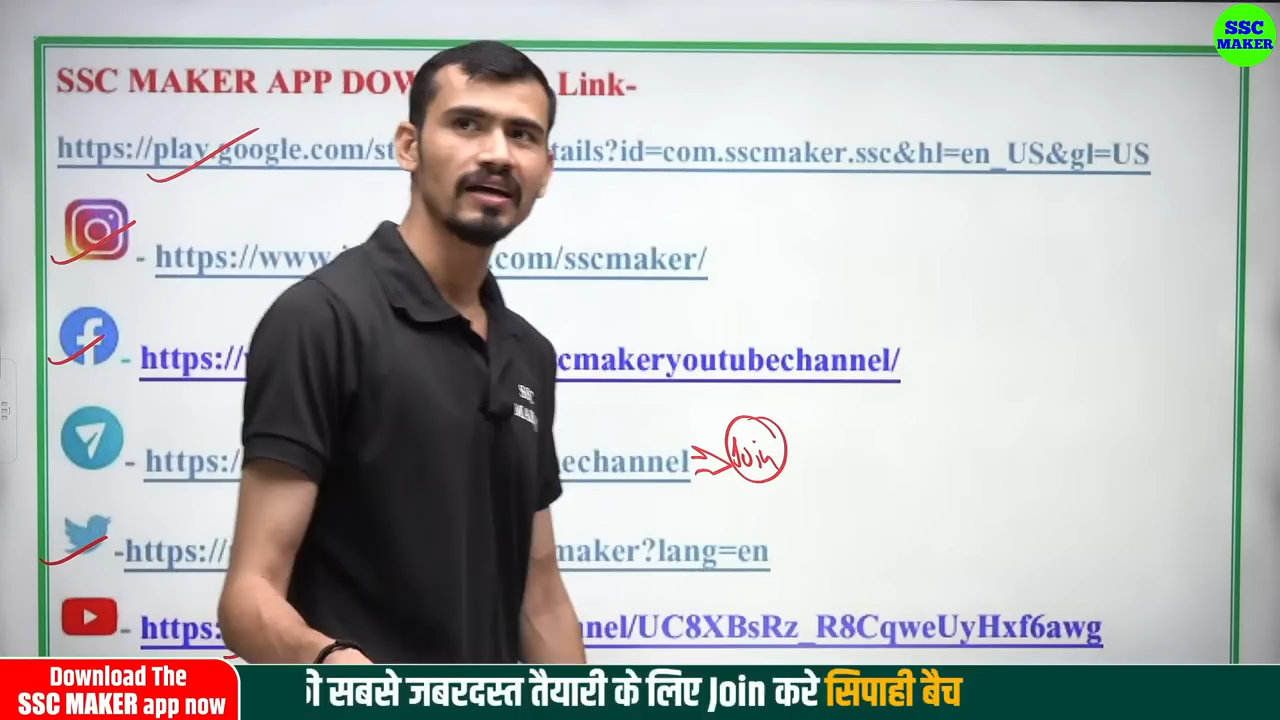 SSC
MAKER
SSC MAKER APP DOW Link-
https://play.google.com/st tails?id=com.sscmaker.ssc&hl=en_US&gl=US
- https://www. .com/sscmaker/
- https:// cmakeryoutubechannel/
- https:/ echannel Join
-https:// maker?lang=en
- https: nel/UC8XBsRz_R8CqweUyHxf6awg
SSC
Download The
SSC MAKER app now
ी सबसे जबरदस्त तैयारी के लिए Join करे सिपाही बैच